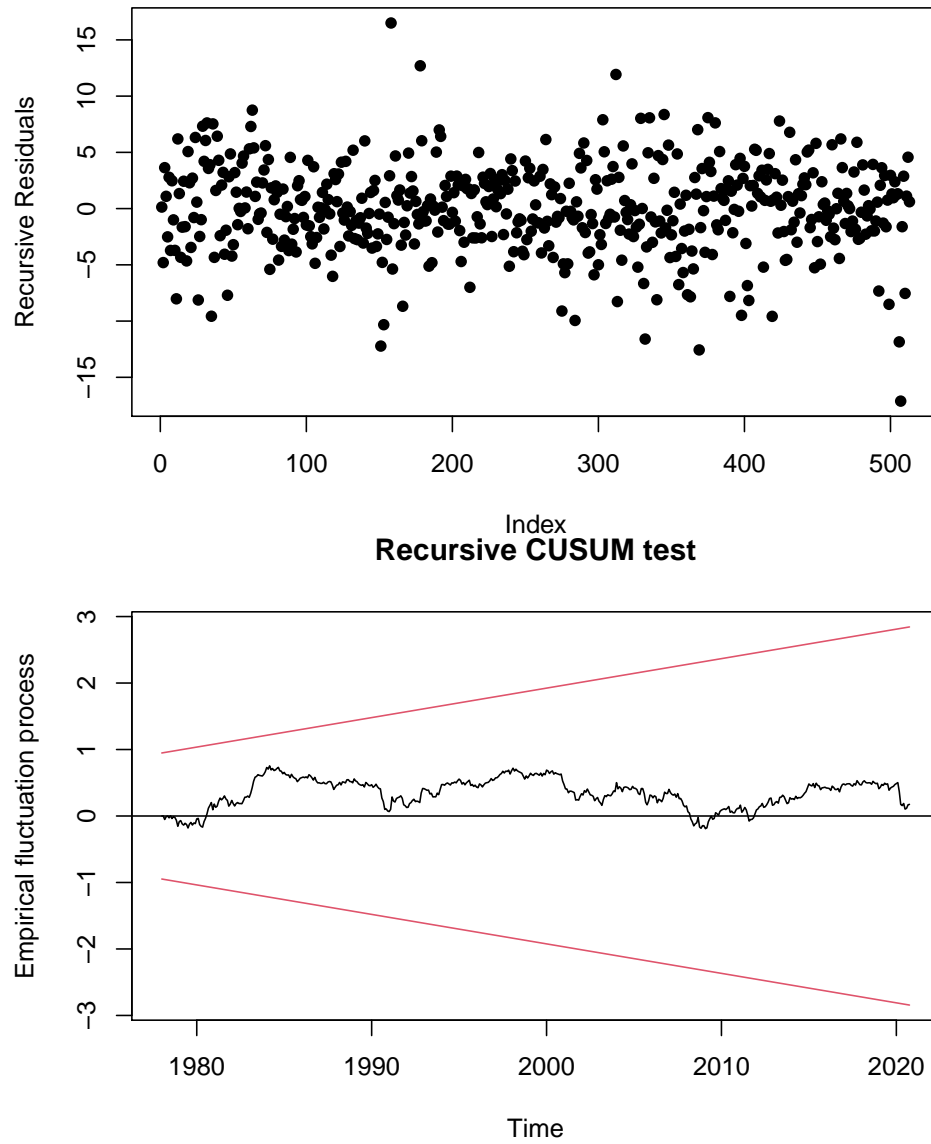 15
10
5
0
−5
−15
Recursive Residuals
0 100 200 300 400 500
Index
Recursive CUSUM test
3
2
1
0
−1
−2
−3
Empirical fluctuation process
1980 1990 2000 2010 2020
Time